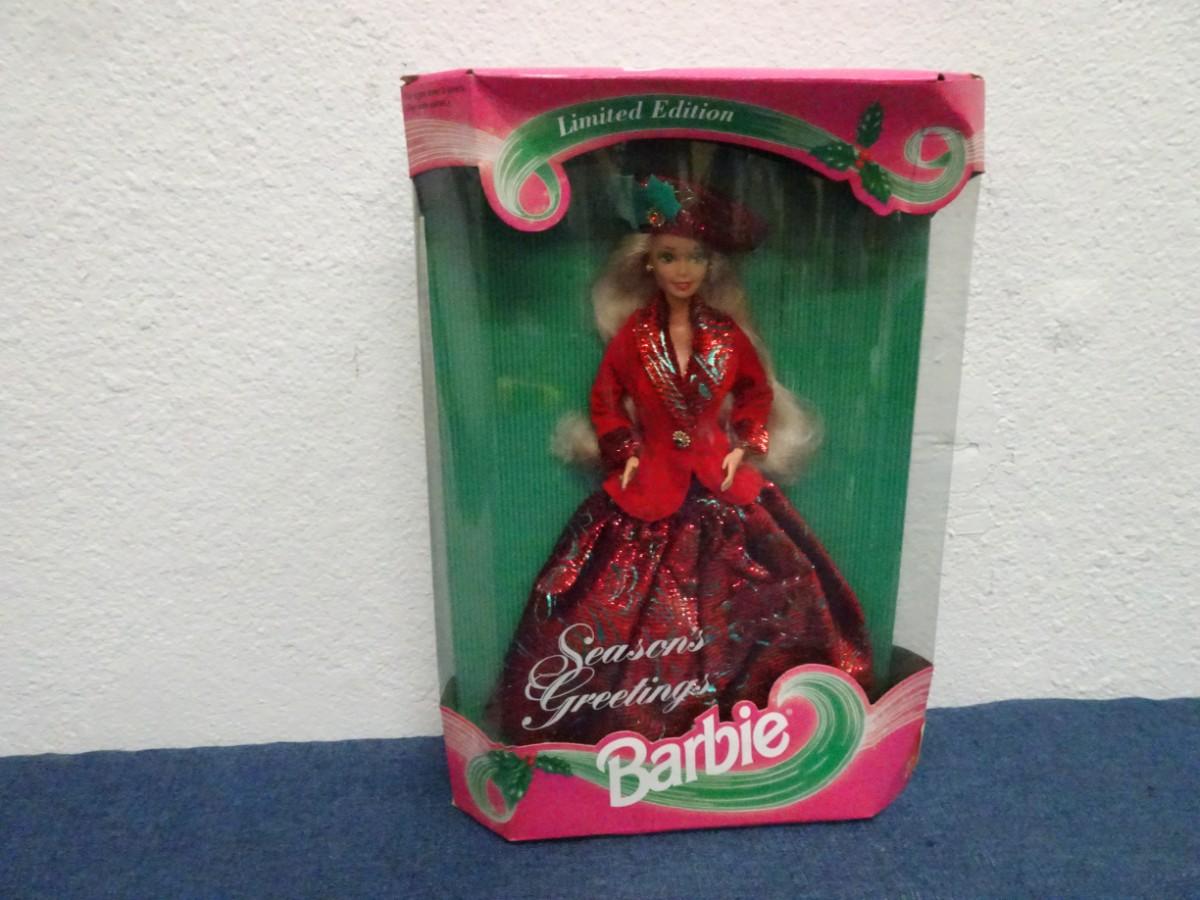 Limited Edition
Season's
Greetings
Barbie